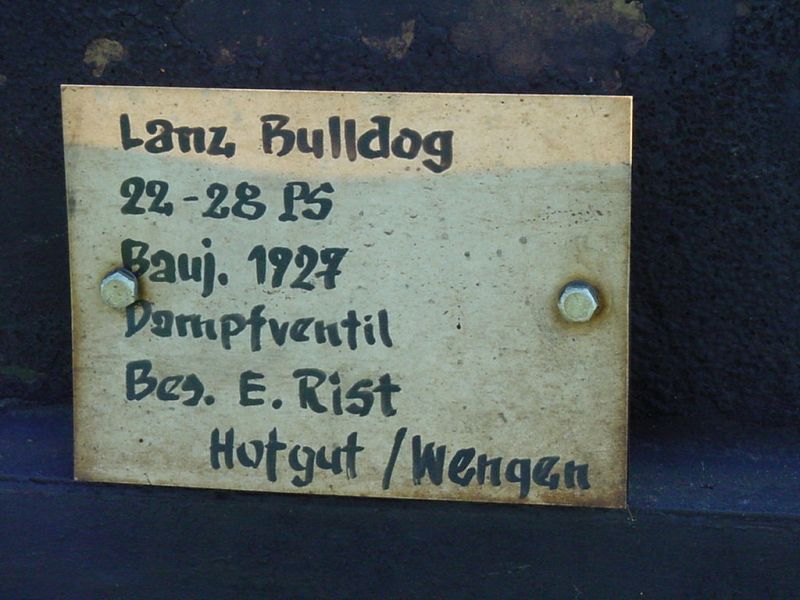 Lanz Bulldog
22-28 PS
Bauj. 1927
Dampfventil
Bes. E. Rist
Hofgut / Wengen